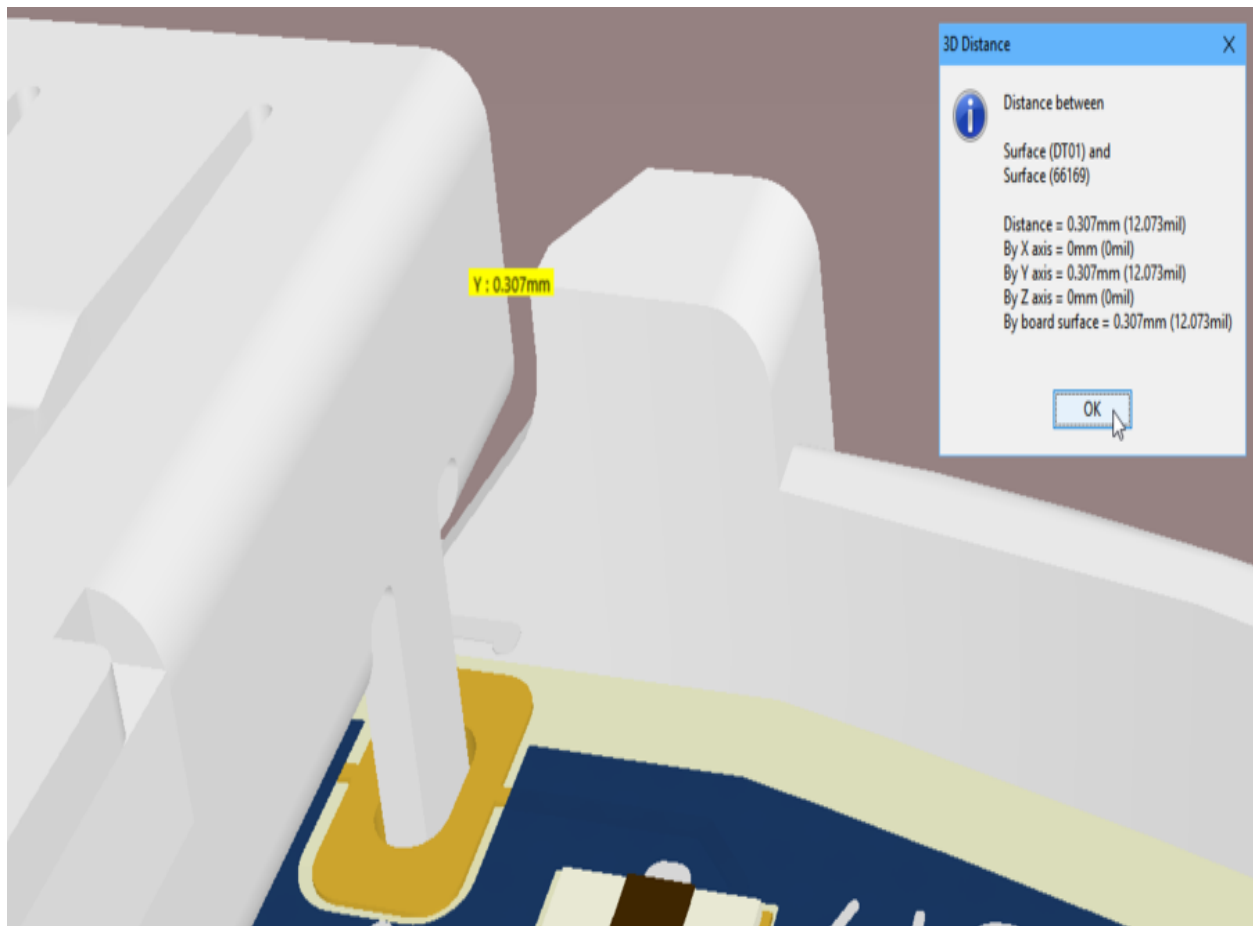 3D Distance
Distance between
Surface (DT01) and
Surface (66169)
Distance = 0.307mm (12.073mil)
By X axis = 0mm (0mil)
By Y axis = 0.307mm (12.073mil)
By Z axis = 0mm (0mil)
By board surface = 0.307mm (12.073mil)
OK
Y : 0.307mm